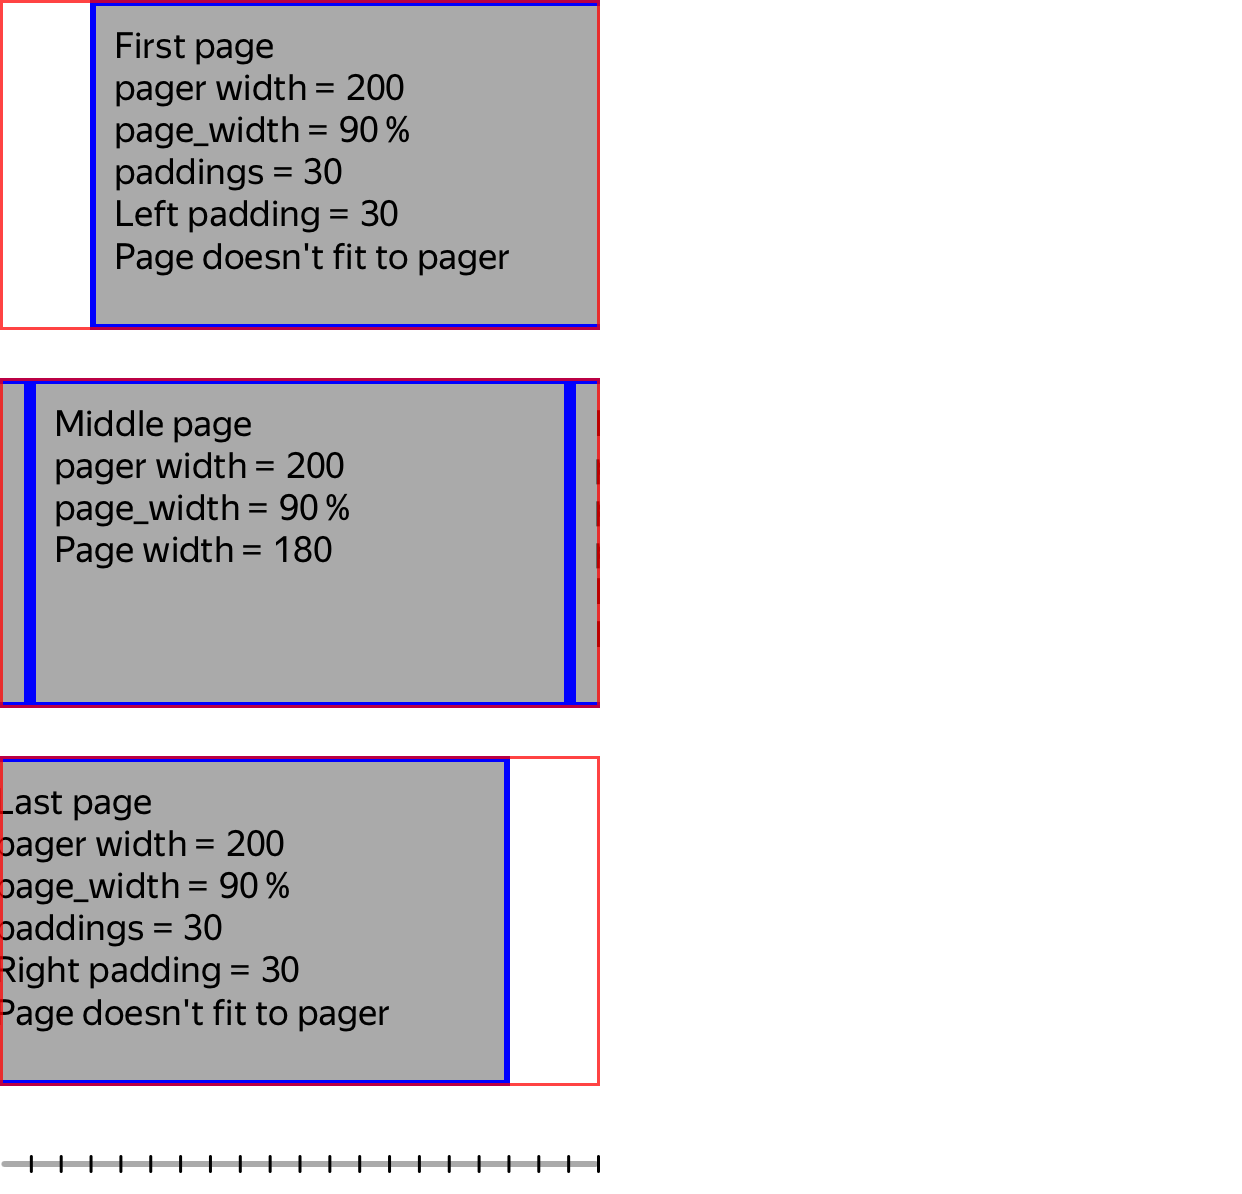 First page
pager width = 200
page_width = 90 %
paddings = 30
Left padding = 30
Page doesn't fit to pager
Middle page
pager width = 200
page_width = 90 %
Page width = 180
Last page
pager width = 200
page_width = 90 %
paddings = 30
Right padding = 30
Page doesn't fit to pager